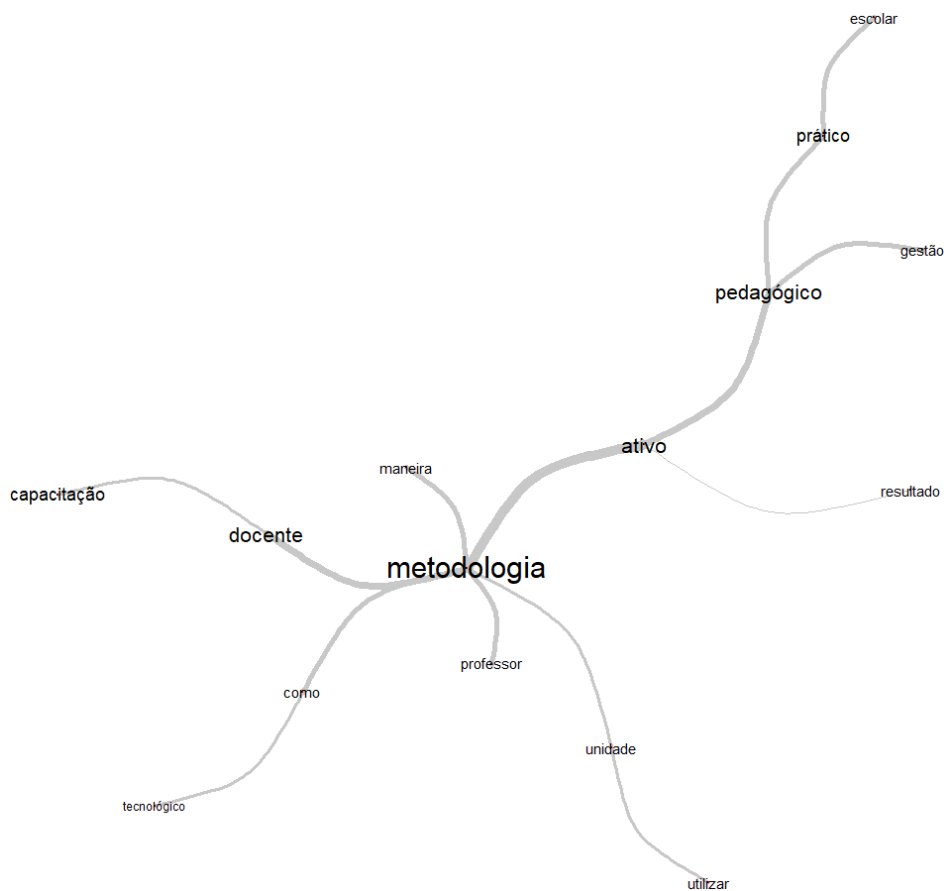 escolar
prático
gestão
pedagógico
ativo
maneira
resultado
capacitação
docente
metodologia
professor
como
unidade
tecnológico
utilizar